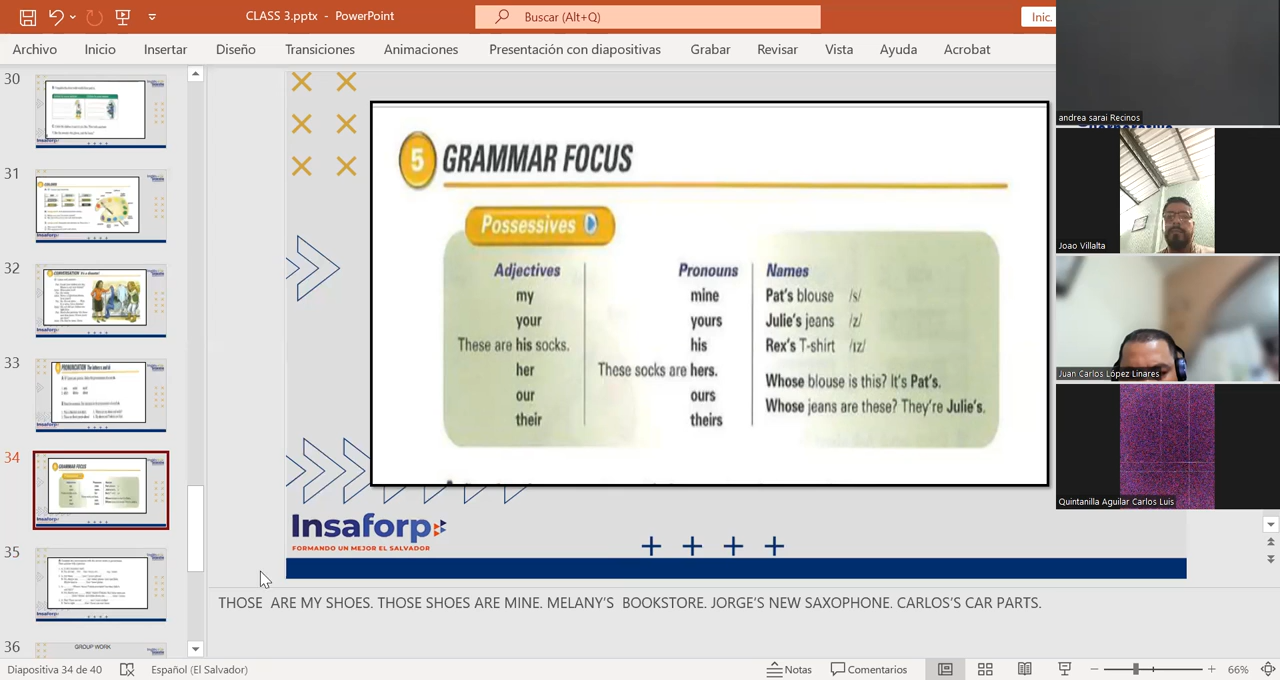 CLASS 3.pptx - PowerPoint
Buscar (Alt+Q)
Inic.
Archivo Inicio Insertar Diseño Transiciones Animaciones Presentación con diapositivas Grabar Revisar Vista Ayuda Acrobat
30
31
32
33
34
35
36
GROUP WORK
5 GRAMMAR FOCUS
Possessives
Adjectives Pronouns Names
my mine Pat's blouse /s/
your yours Julie's jeans /z/
These are his socks. his Rex's T-shirt /ɪz/
her These socks are hers.
Whose blouse is this? It's Pat's.
our ours
Whose jeans are these? They're Julie's.
their theirs
Insaforp
FORMANDO UN MEJOR EL SALVADOR
THOSE ARE MY SHOES. THOSE SHOES ARE MINE. MELANY'S BOOKSTORE. JORGE'S NEW SAXOPHONE. CARLOS'S CAR PARTS.
Diapositiva 34 de 40 Español (El Salvador) Notas Comentarios 66%
andrea sarai Recinos
Joao Villalta
Juan Carlos López Linares
Quintanilla Aguilar Carlos Luis